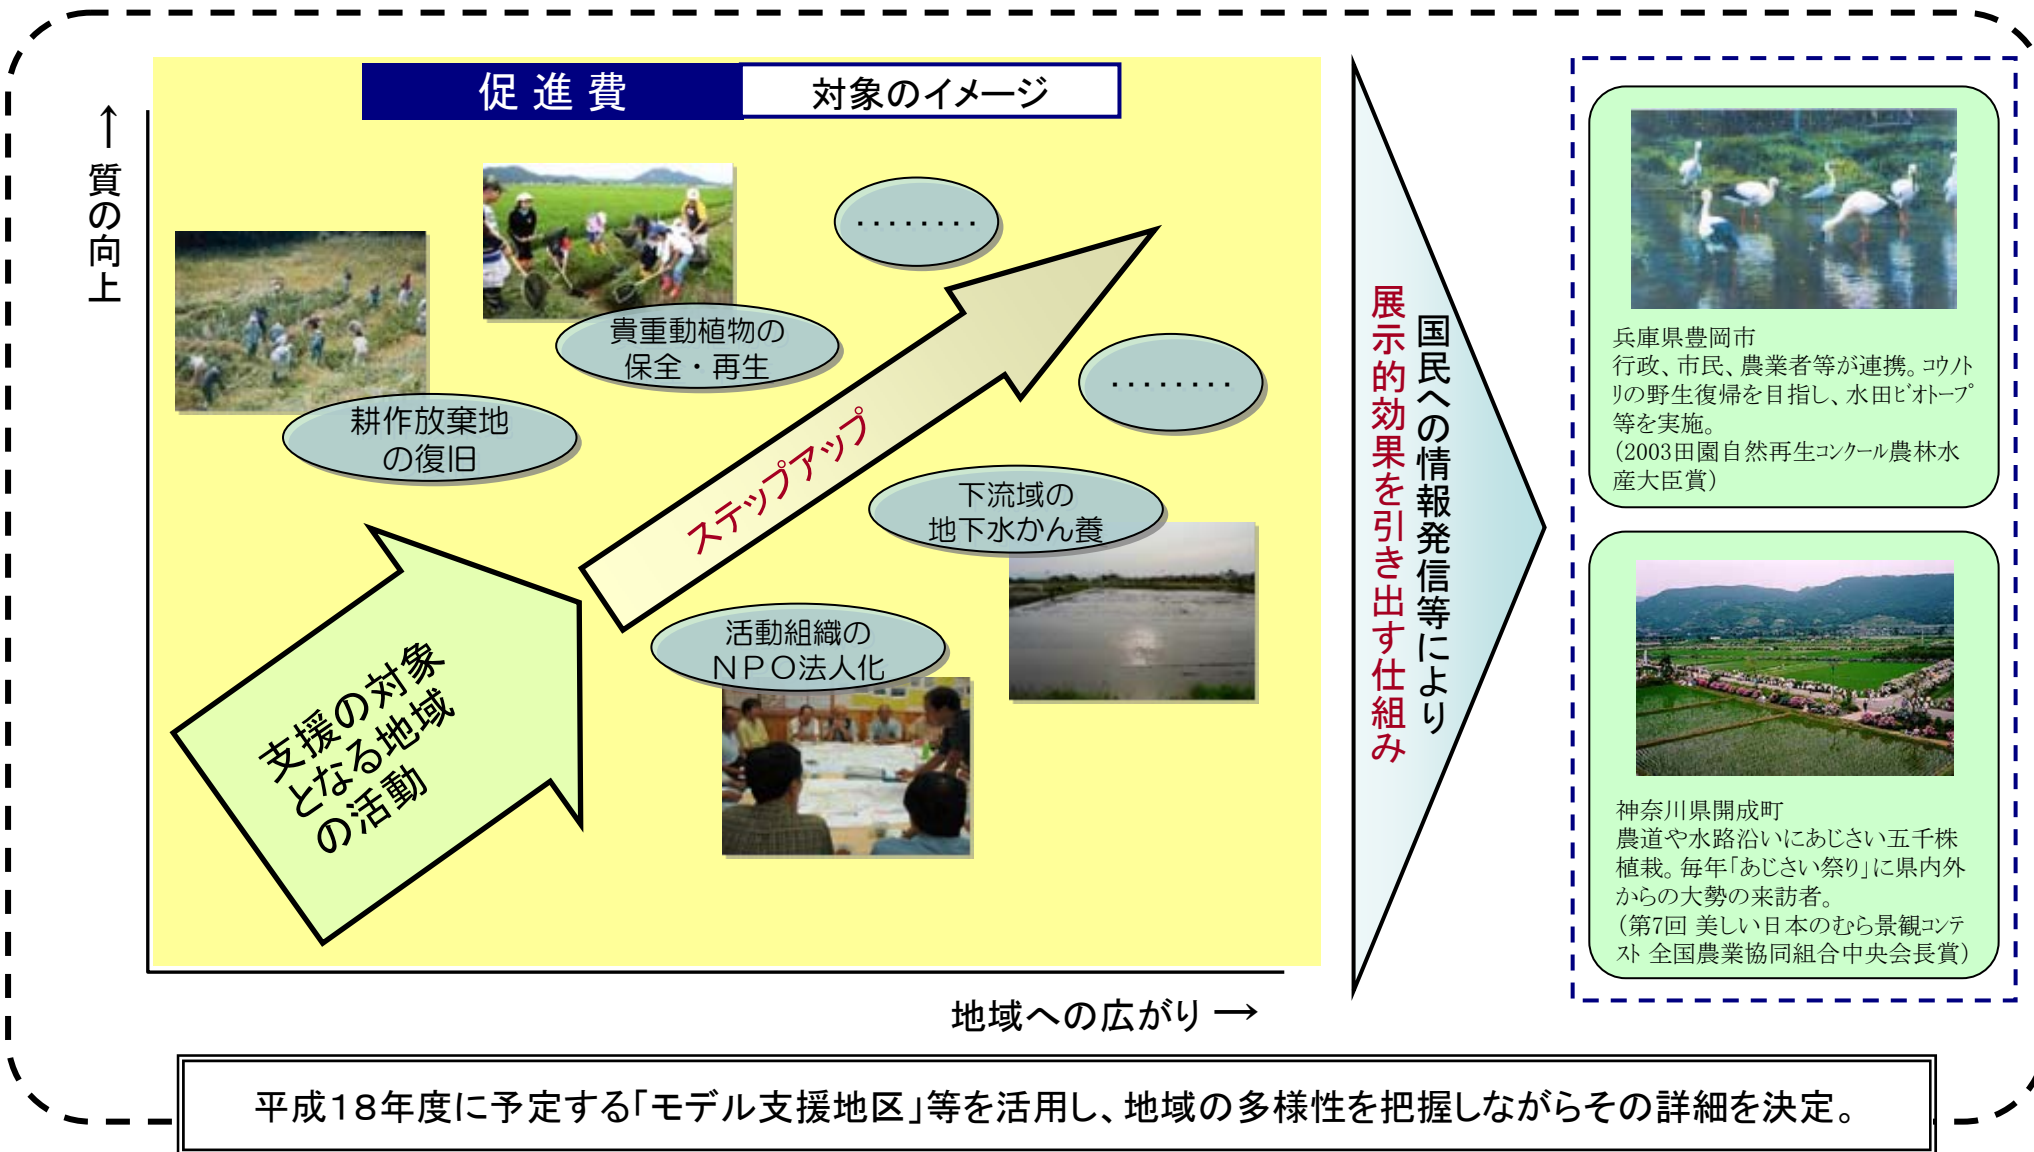 促進費
対象のイメージ
↑
質の向上
貴重動植物の
保全・再生
耕作放棄地
の復旧
・・・・・・・・
・・・・・・・・
ステップアップ
下流域の
地下水かん養
活動組織の
ＮＰＯ法人化
支援の対象
となる地域
の活動
地域への広がり →
国民への情報発信等により
展示的効果を引き出す仕組み
兵庫県豊岡市
行政、市民、農業者等が連携。ｺｳﾉﾄ
ﾘの野生復帰を目指し、水田ﾋﾞｵﾄｰﾌﾟ
等を実施。
（2003田園自然再生ｺﾝｸｰﾙ農林水
産大臣賞）
神奈川県開成町
農道や水路沿いにあじさい五千株
植栽。毎年「あじさい祭り」に県内外
からの大勢の来訪者。
（第7回 美しい日本のむら景観ｺﾝﾃ
ｽﾄ 全国農業協同組合中央会長賞）
平成１８年度に予定する「モデル支援地区」等を活用し、地域の多様性を把握しながらその詳細を決定。